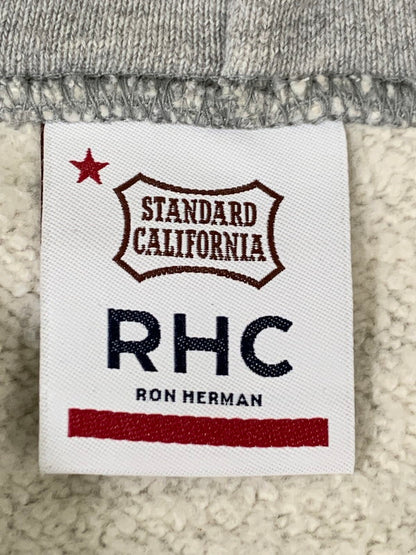 STANDARD
CALIFORNIA
RHC
RON HERMAN